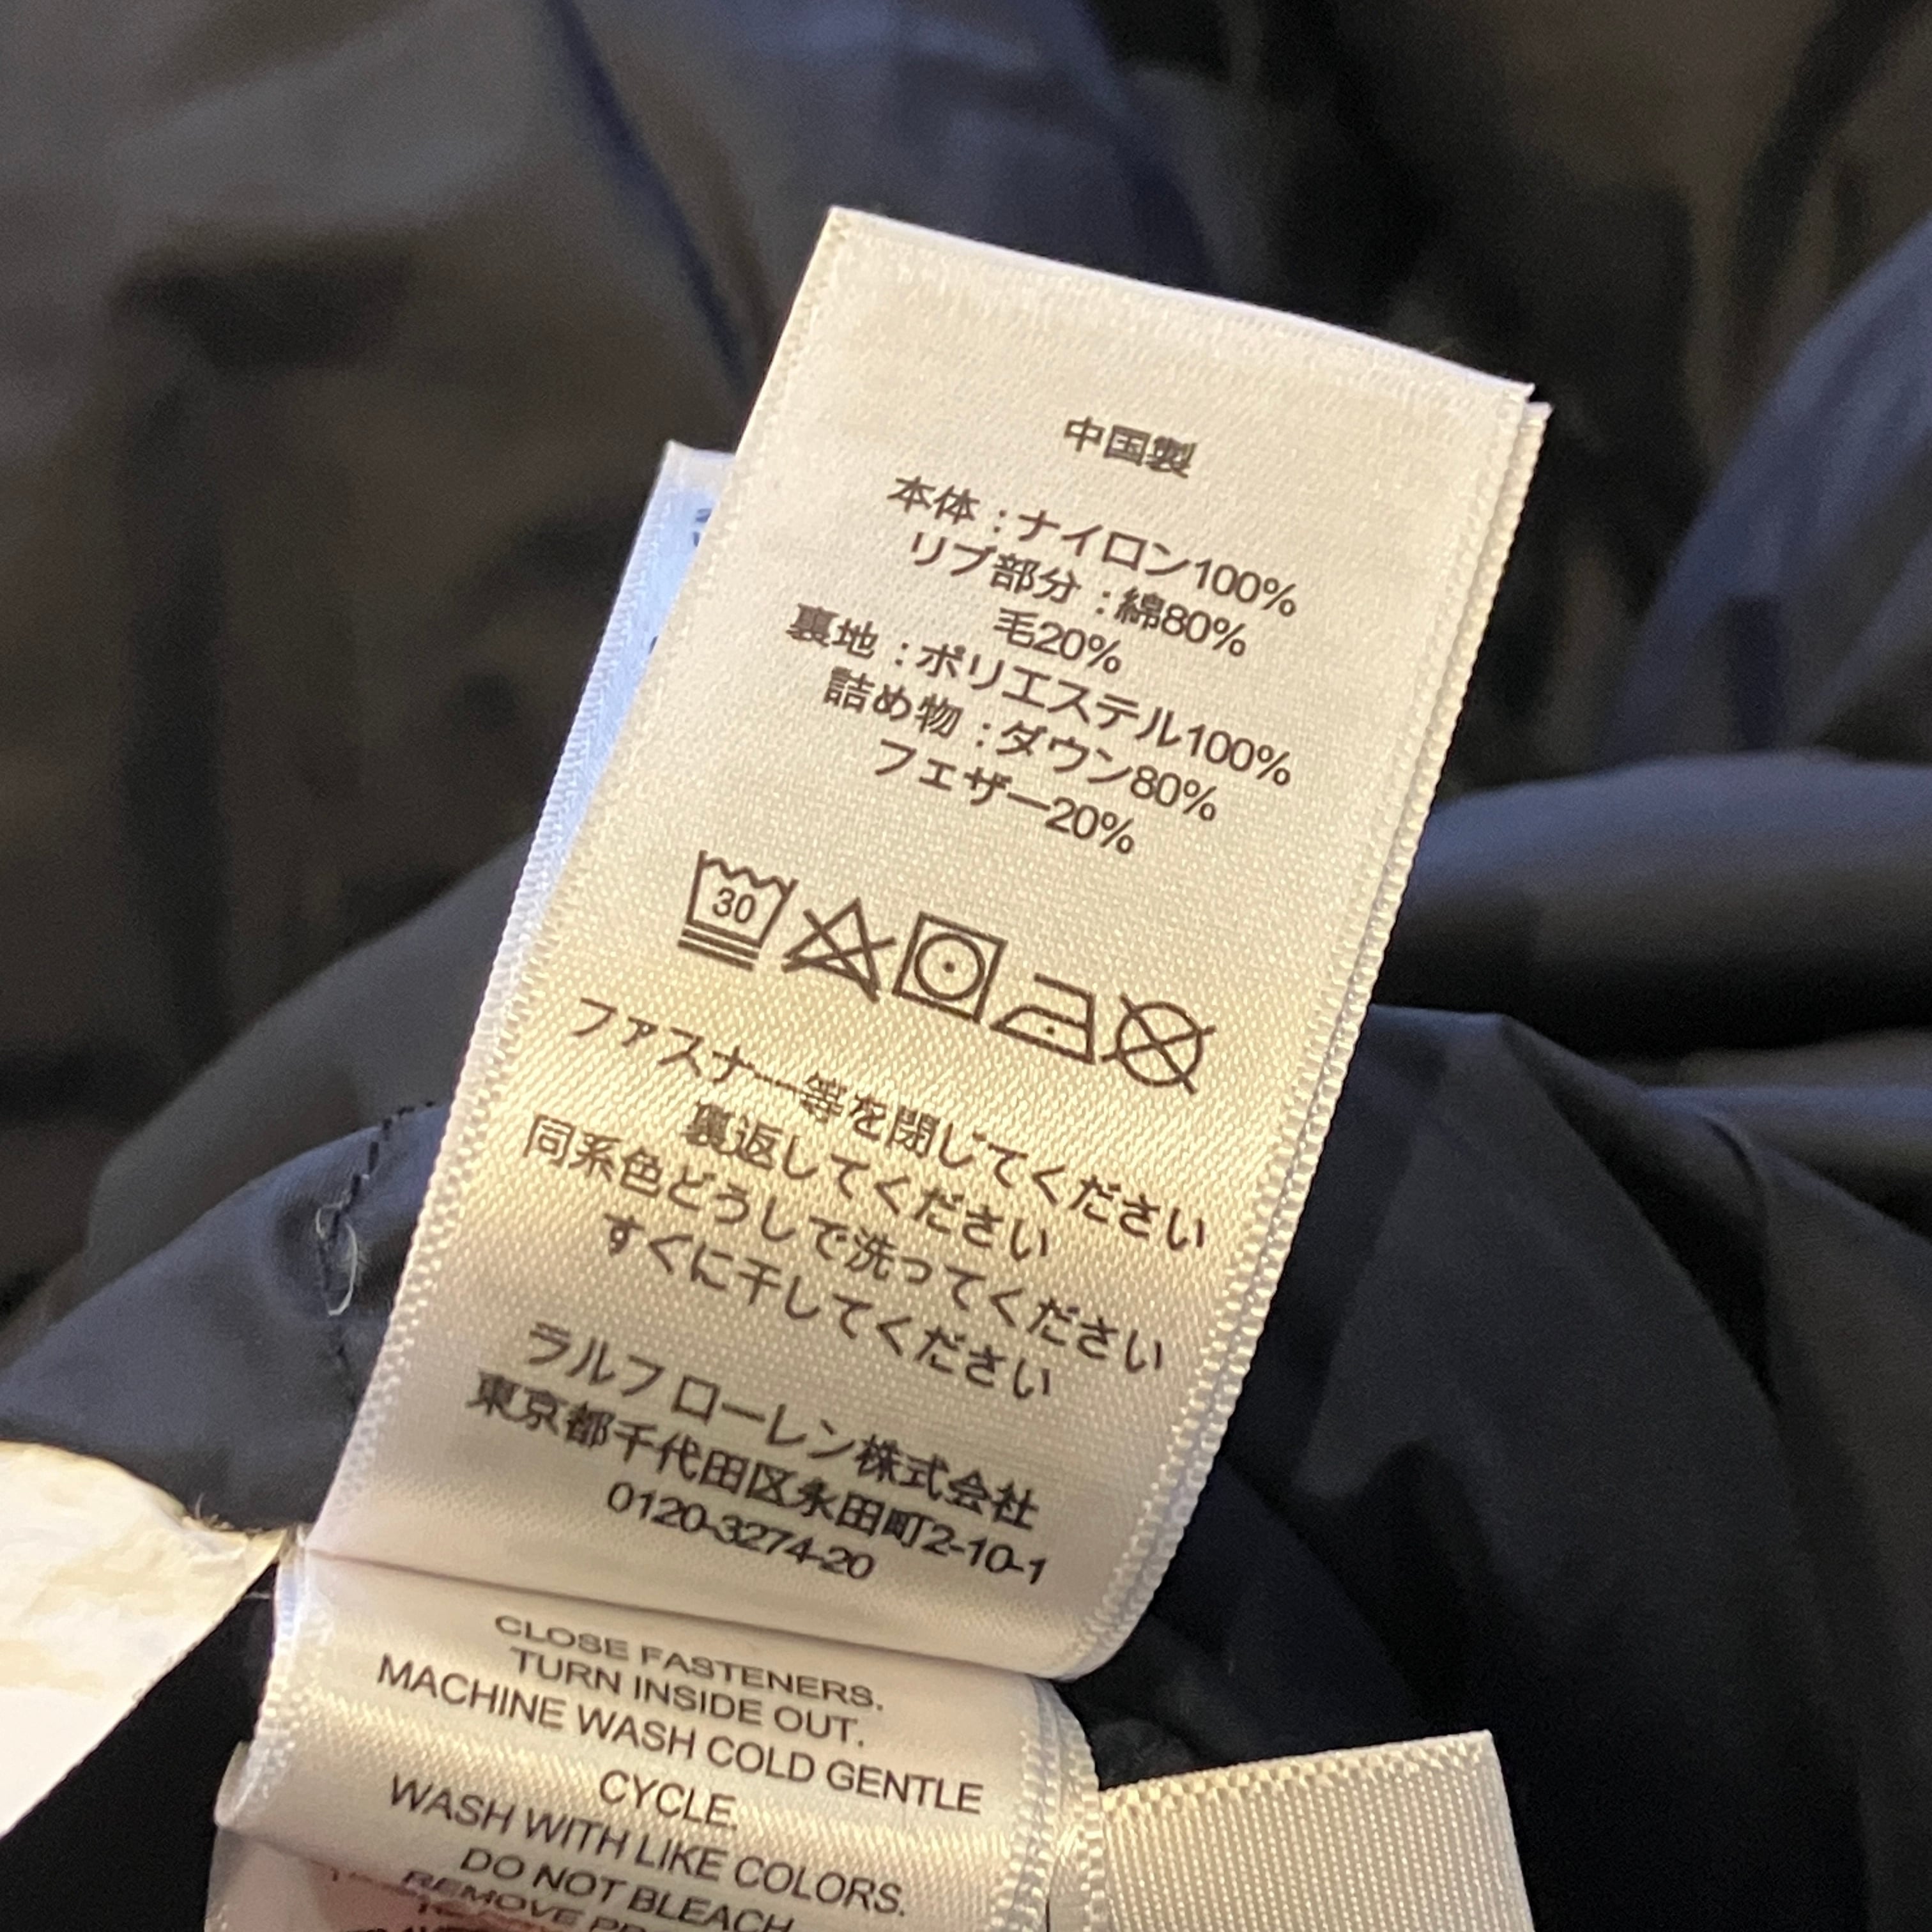 中国製
本体：ナイロン100%
リブ部分：綿80%
毛20%
裏地：ポリエステル100%
詰め物：ダウン80%
フェザー20%
30
ファスナー等を閉じてください
裏返してください
同系色どうしで洗ってください
すぐに干してください
ラルフ ローレン株式会社
東京都千代田区永田町2-10-1
0120-3274-20
CLOSE FASTENERS.
TURN INSIDE OUT.
MACHINE WASH COLD GENTLE
CYCLE.
WASH WITH LIKE COLORS.
DO NOT BLEACH
REMOVE